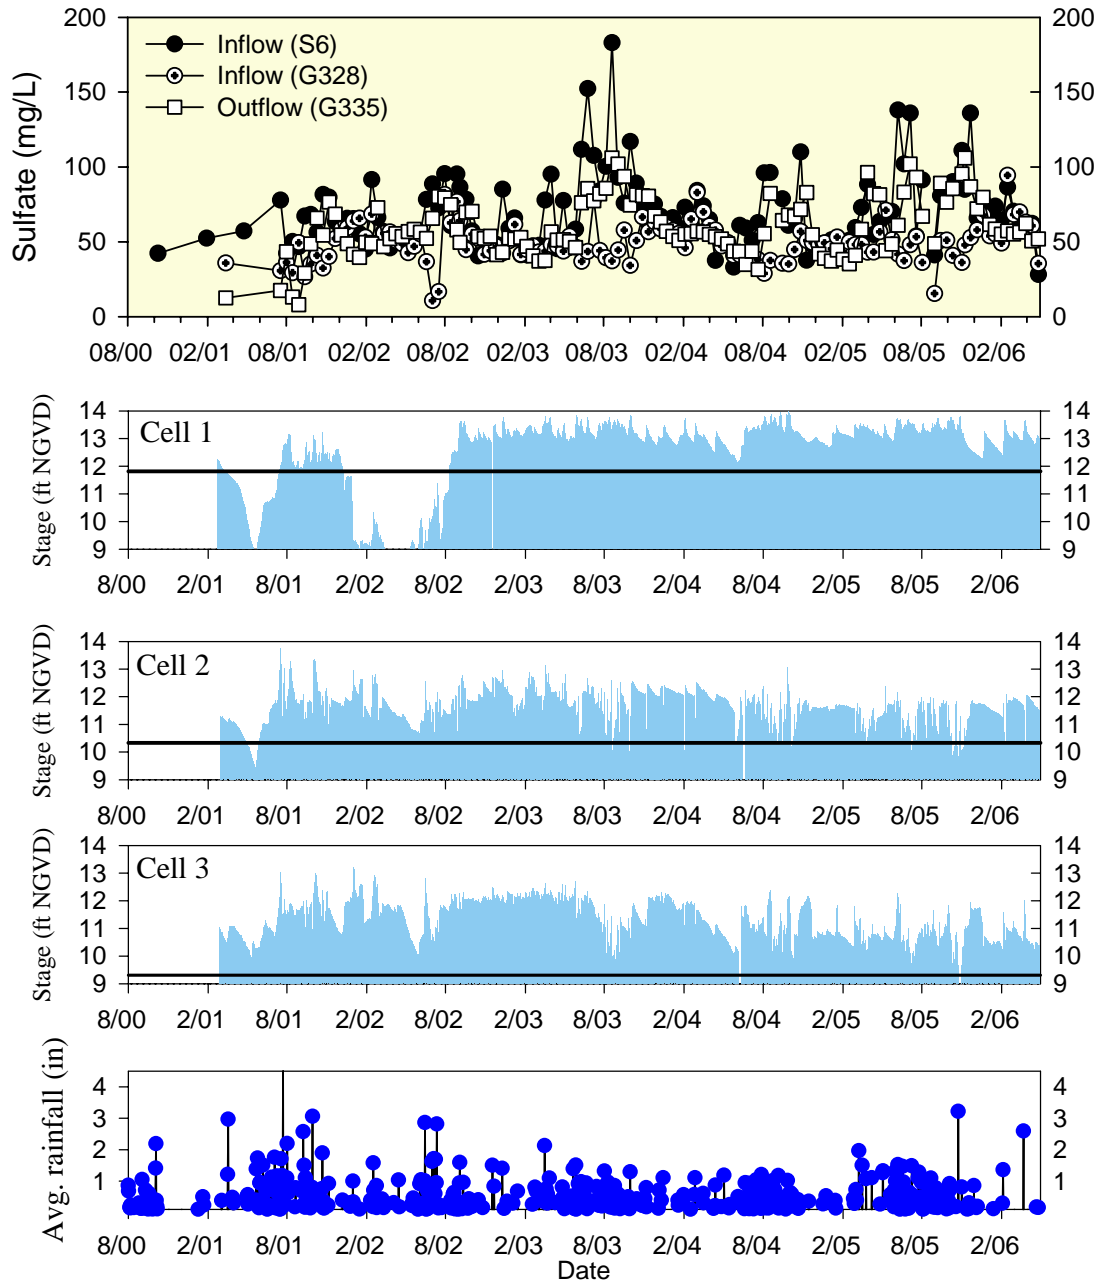 200 200
Inflow (S6)
Inflow (G328)
Outflow (G335)
150 150
100 100
50 50
0 0
Sulfate (mg/L)
08/00 02/01 08/01 02/02 08/02 02/03 08/03 02/04 08/04 02/05 08/05 02/06
14 14
Cell 1
13 13
12 12
11 11
10 10
9 9
Stage (ft NGVD)
8/00 2/01 8/01 2/02 8/02 2/03 8/03 2/04 8/04 2/05 8/05 2/06
14 14
Cell 2
13 13
12 12
11 11
10 10
9 9
Stage (ft NGVD)
8/00 2/01 8/01 2/02 8/02 2/03 8/03 2/04 8/04 2/05 8/05 2/06
14 14
Cell 3
13 13
12 12
11 11
10 10
9 9
Stage (ft NGVD)
8/00 2/01 8/01 2/02 8/02 2/03 8/03 2/04 8/04 2/05 8/05 2/06
4 4
3 3
2 2
1 1
Avg. rainfall (in)
8/00 2/01 8/01 2/02 8/02 2/03 8/03 2/04 8/04 2/05 8/05 2/06
Date